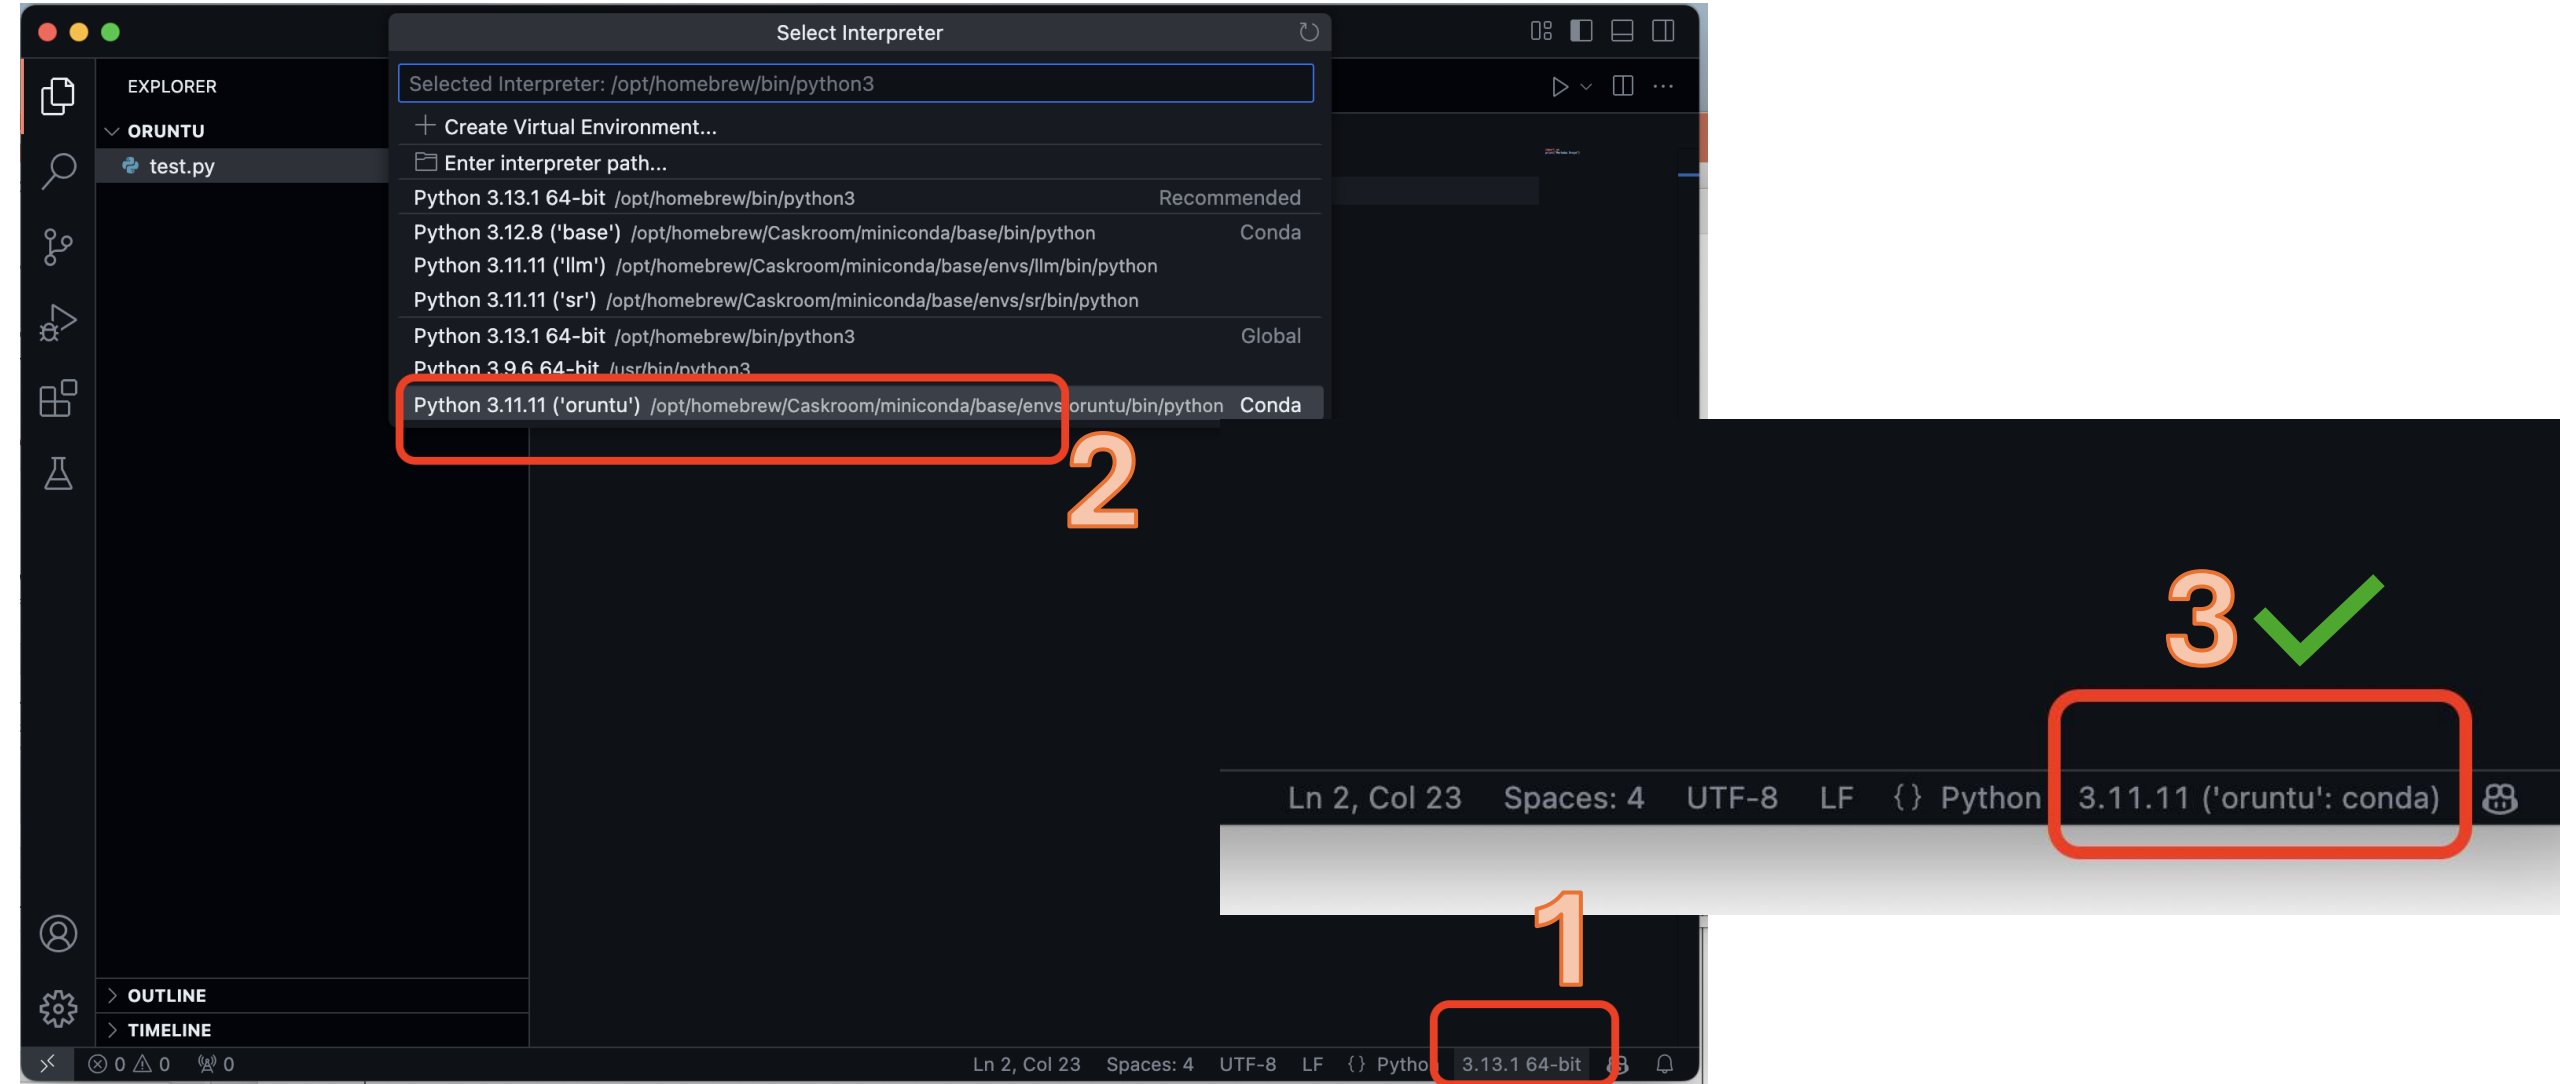 Select Interpreter
Selected Interpreter: /opt/homebrew/bin/python3
Create Virtual Environment...
Enter interpreter path...
Python 3.13.1 64-bit /opt/homebrew/bin/python3 Recommended
Python 3.12.8 ('base') /opt/homebrew/Caskroom/miniconda/base/bin/python Conda
Python 3.11.11 ('llm') /opt/homebrew/Caskroom/miniconda/base/envs/llm/bin/python
Python 3.11.11 ('sr') /opt/homebrew/Caskroom/miniconda/base/envs/sr/bin/python
Python 3.13.1 64-bit /opt/homebrew/bin/python3 Global
Python 3.9.6 64-bit /usr/bin/python3
Python 3.11.11 ('oruntu') /opt/homebrew/Caskroom/miniconda/base/envs/oruntu/bin/python Conda
EXPLORER
ORUNTU
test.py
2
3
Ln 2, Col 23 Spaces: 4 UTF-8 LF {} Python 3.11.11 ('oruntu': conda)
1
OUTLINE
TIMELINE
0 0 0 Ln 2, Col 23 Spaces: 4 UTF-8 LF {} Pytho 3.13.1 64-bit